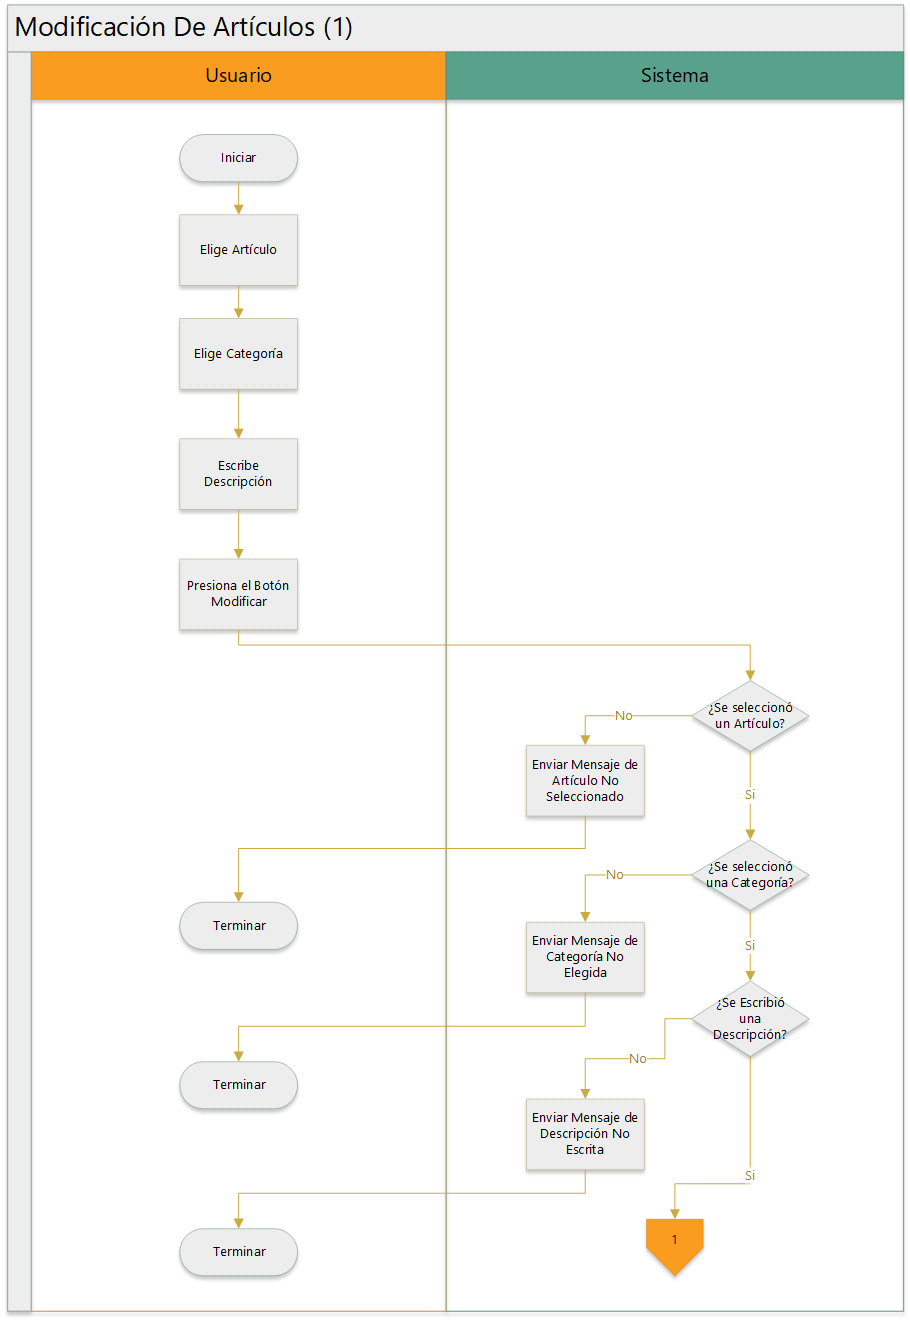 Modificación De Artículos (1)
Usuario
Sistema
Iniciar
Elige Artículo
Elige Categoría
Escribe
Descripción
Presiona el Botón
Modificar
¿Se seleccionó
un Artículo?
No
Enviar Mensaje de
Artículo No
Seleccionado
Si
¿Se seleccionó
una Categoría?
No
Terminar
Enviar Mensaje de
Categoría No
Elegida
Si
¿Se Escribió
una
Descripción?
No
Terminar
Enviar Mensaje de
Descripción No
Escrita
Si
1
Terminar